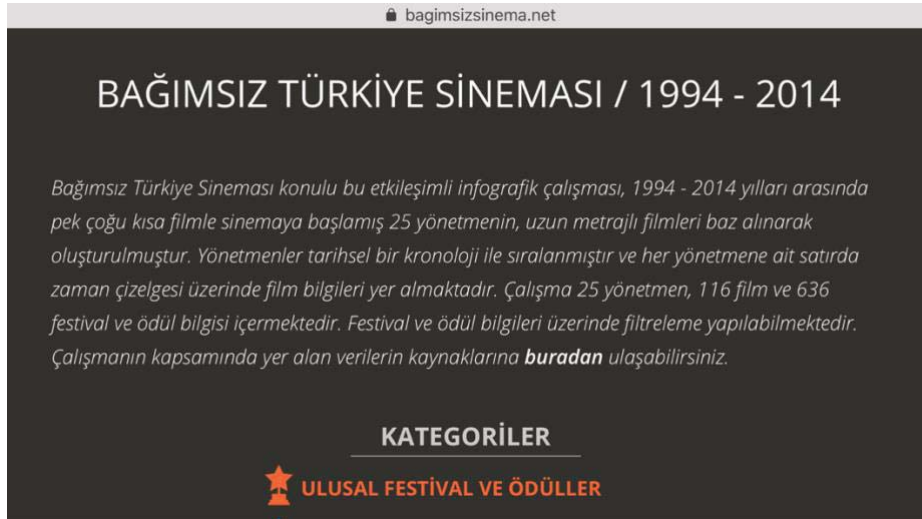 bagimsizsinema.net
BAĞIMSIZ TÜRKİYE SİNEMASI / 1994 - 2014
Bağımsız Türkiye Sineması konulu bu etkileşimli infografik çalışması, 1994 - 2014 yılları arasında
pek çoğu kısa filmle sinemaya başlamış 25 yönetmenin, uzun metrajlı filmleri baz alınarak
oluşturulmuştur. Yönetmenler tarihsel bir kronoloji ile sıralanmıştır ve her yönetmene ait satırda
zaman çizelgesi üzerinde film bilgileri yer almaktadır. Çalışma 25 yönetmen, 116 film ve 636
festival ve ödül bilgisi içermektedir. Festival ve ödül bilgileri üzerinde filtreleme yapılabilmektedir.
Çalışmanın kapsamında yer alan verilerin kaynaklarına buradan ulaşabilirsiniz.
KATEGORİLER
ULUSAL FESTİVAL VE ÖDÜLLER